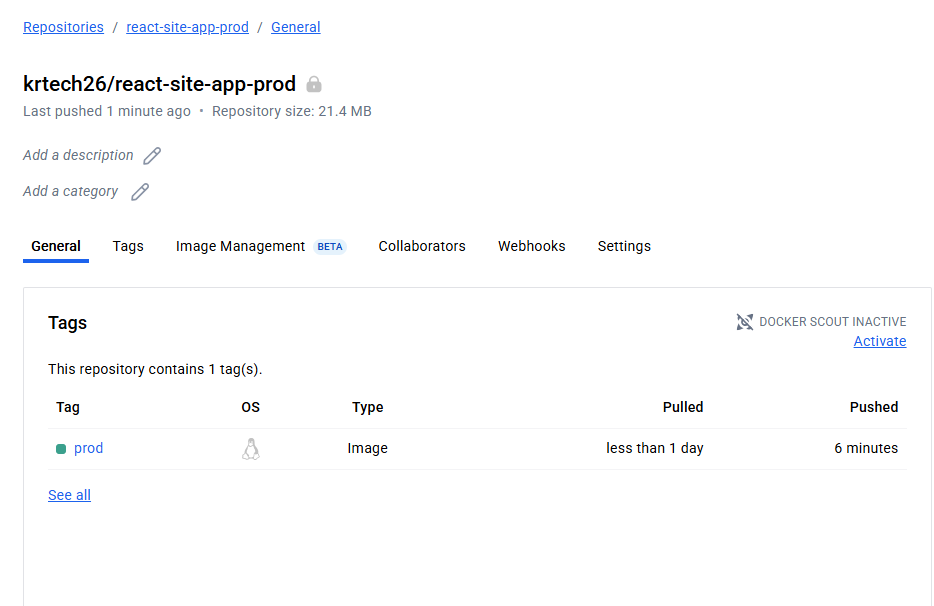 Repositories / react-site-app-prod / General
krtech26/react-site-app-prod
Last pushed 1 minute ago • Repository size: 21.4 MB
Add a description
Add a category
General Tags Image Management BETA Collaborators Webhooks Settings
Tags DOCKER SCOUT INACTIVE
Activate
This repository contains 1 tag(s).
Tag OS Type Pulled Pushed
prod Image less than 1 day 6 minutes
See all